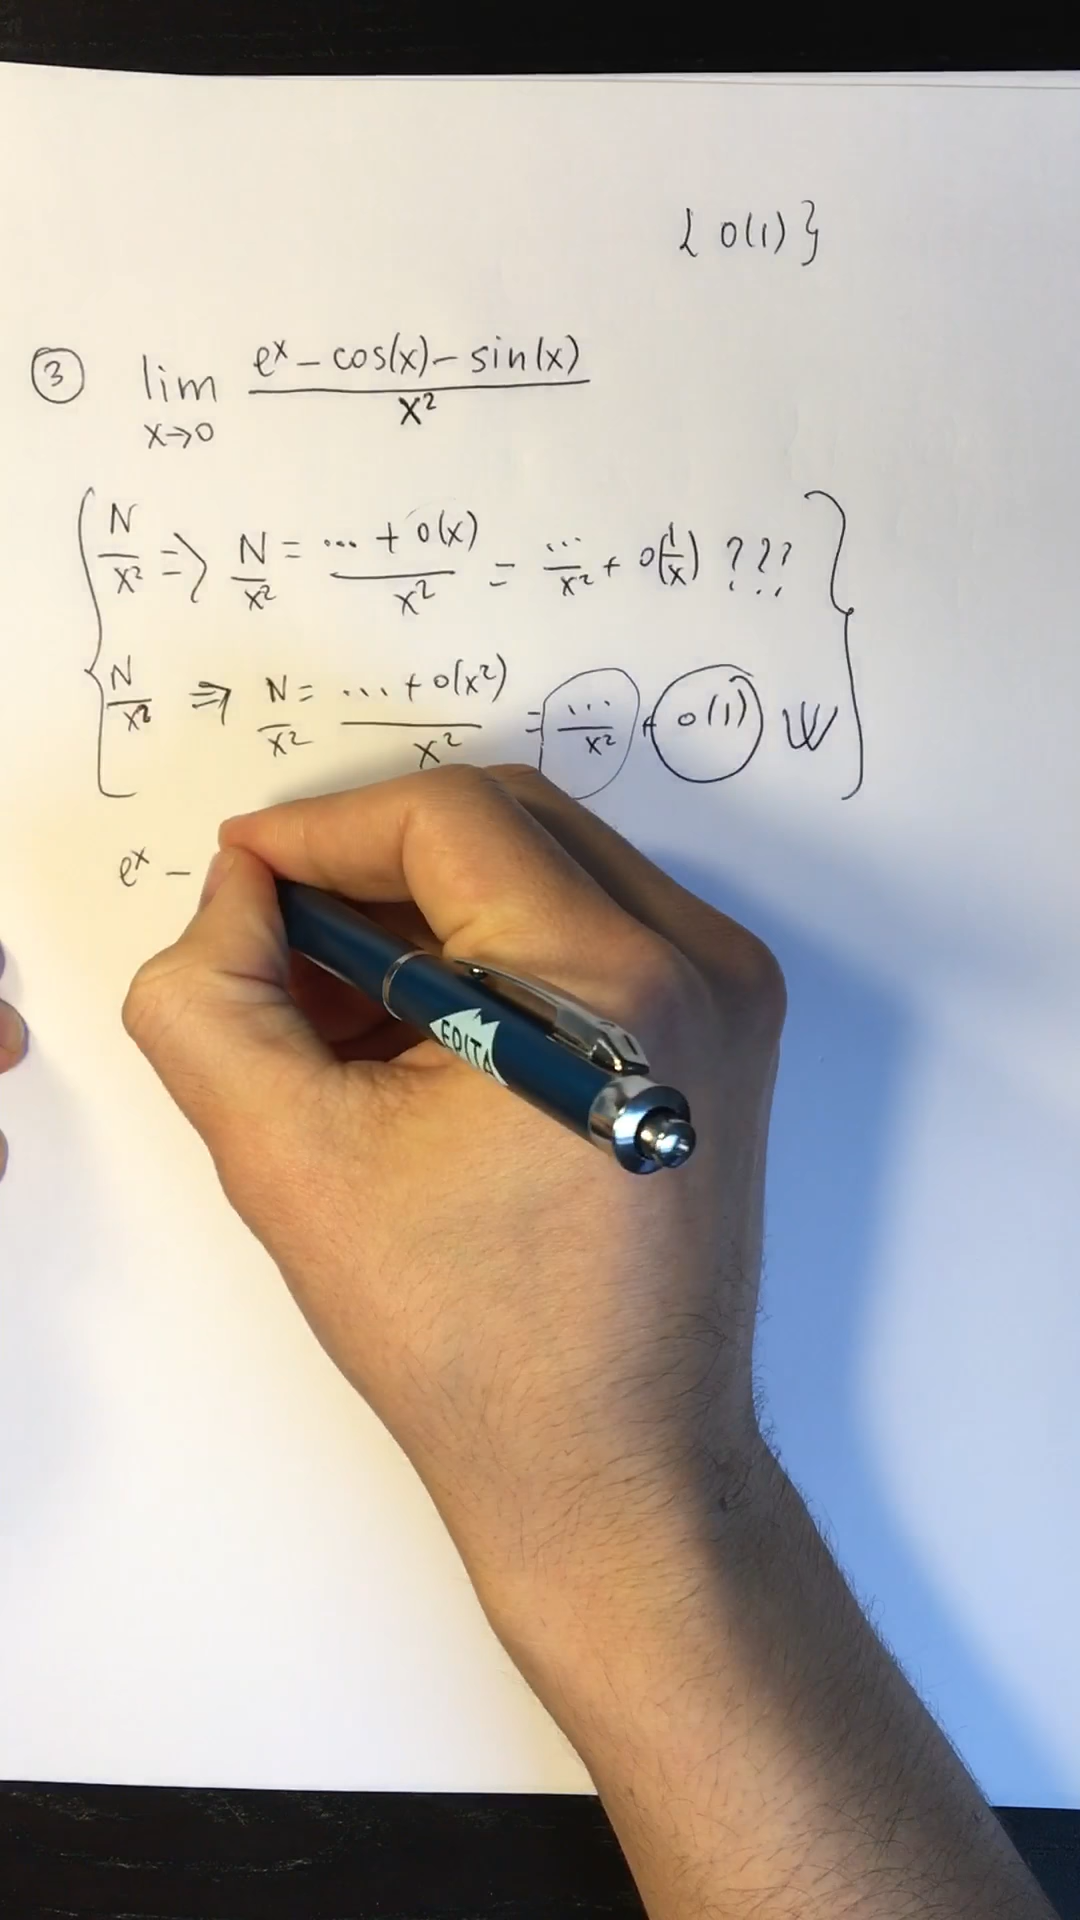 { o(1) }
③ lim x→0 (e^x - cos(x) - sin(x)) / x²
N/x² => N/x² = (... + o(x)) / x² = .../x² + o(1/x) ???
N/x² => N/x² = (... + o(x²)) / x² = .../x² + o(1)
e^x -
EDITA